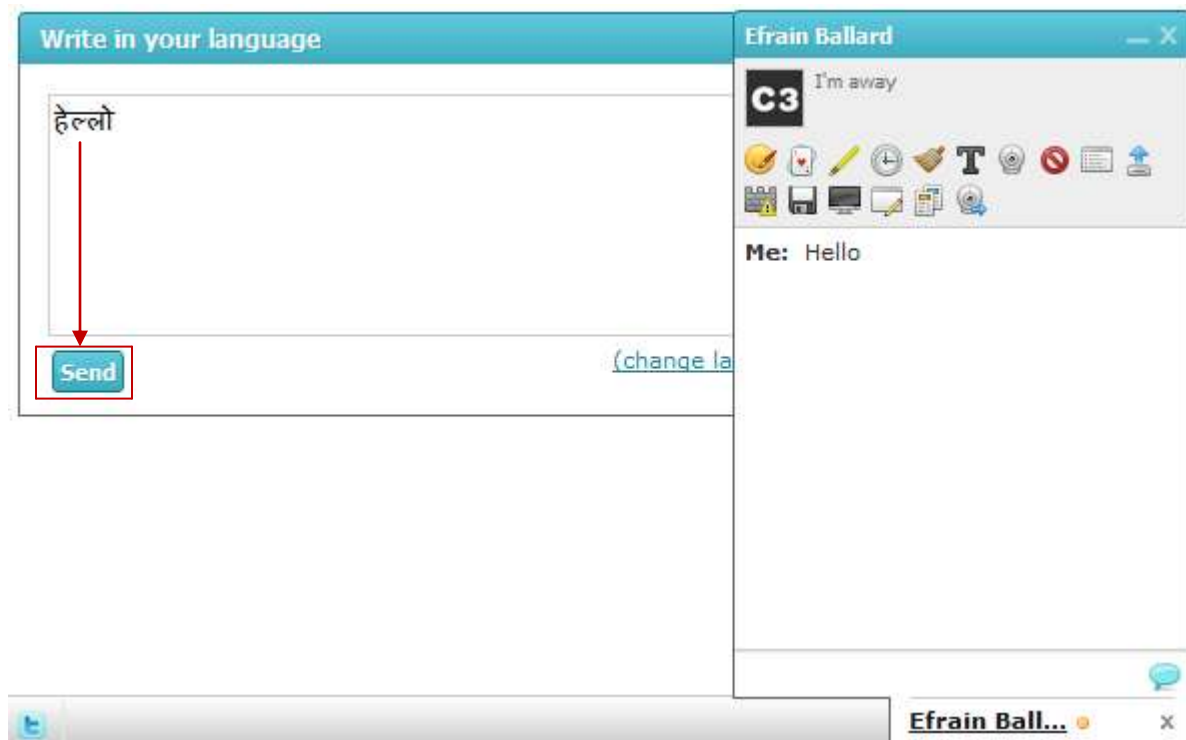 Write in your language
हेल्लो
Send
(change la
Efrain Ballard
C3
I'm away
Me: Hello
Efrain Ball...